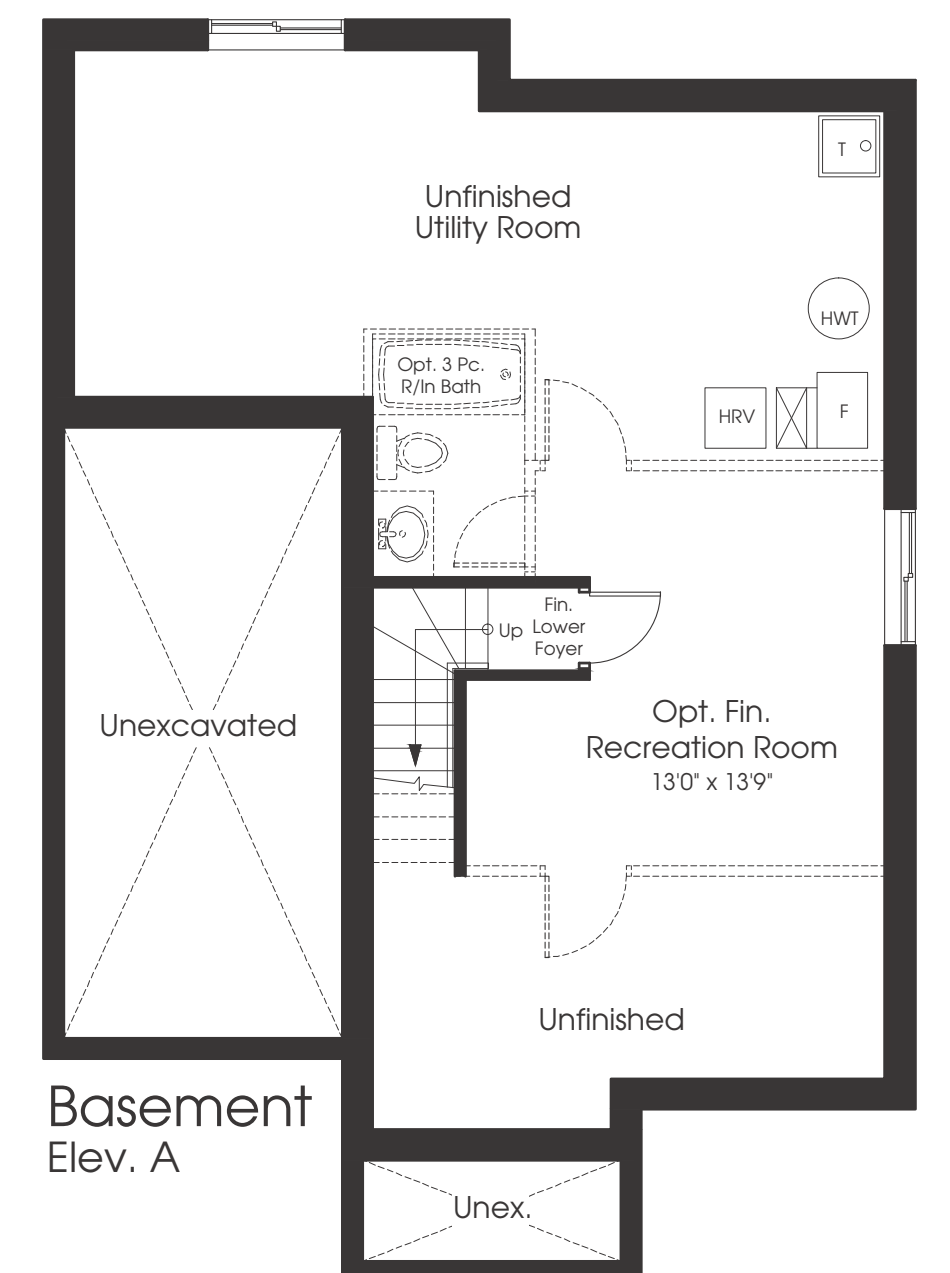 T
Unfinished
Utility Room
HWT
Opt. 3 Pc.
R/In Bath
HRV
F
Fin.
Up Lower
Foyer
Unexcavated
Opt. Fin.
Recreation Room
13'0" x 13'9"
Unfinished
Basement
Elev. A
Unex.